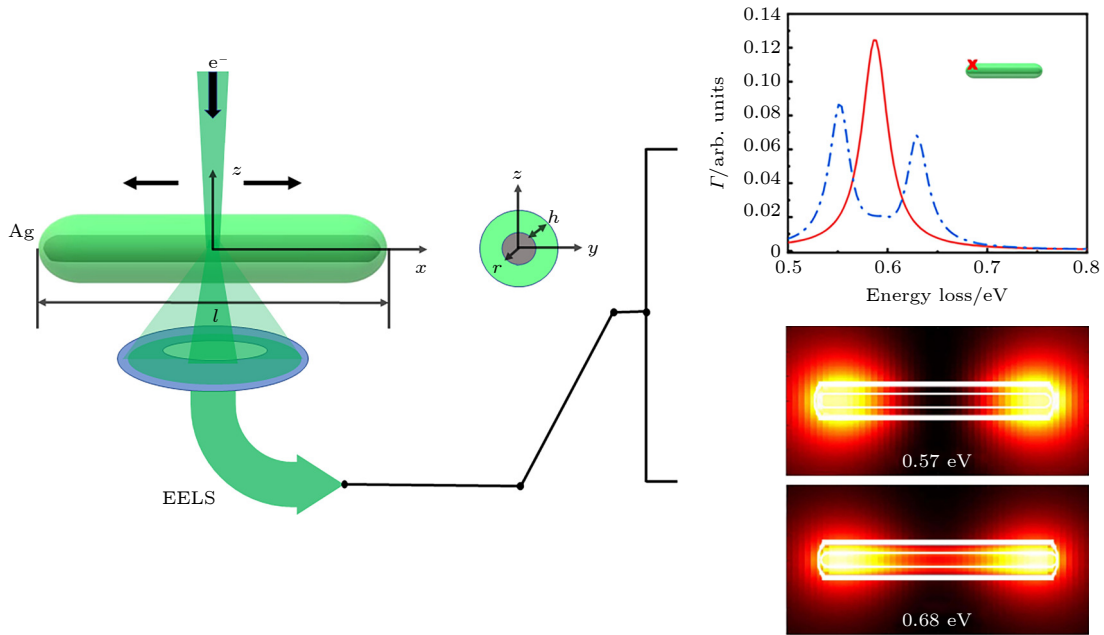 e⁻
z
Ag
x
l
EELS
z
h
y
r
0.14
0.12
0.10
0.08
0.06
0.04
0.02
0
Γ/arb. units
x
0.5 0.6 0.7 0.8
Energy loss/eV
0.57 eV
0.68 eV